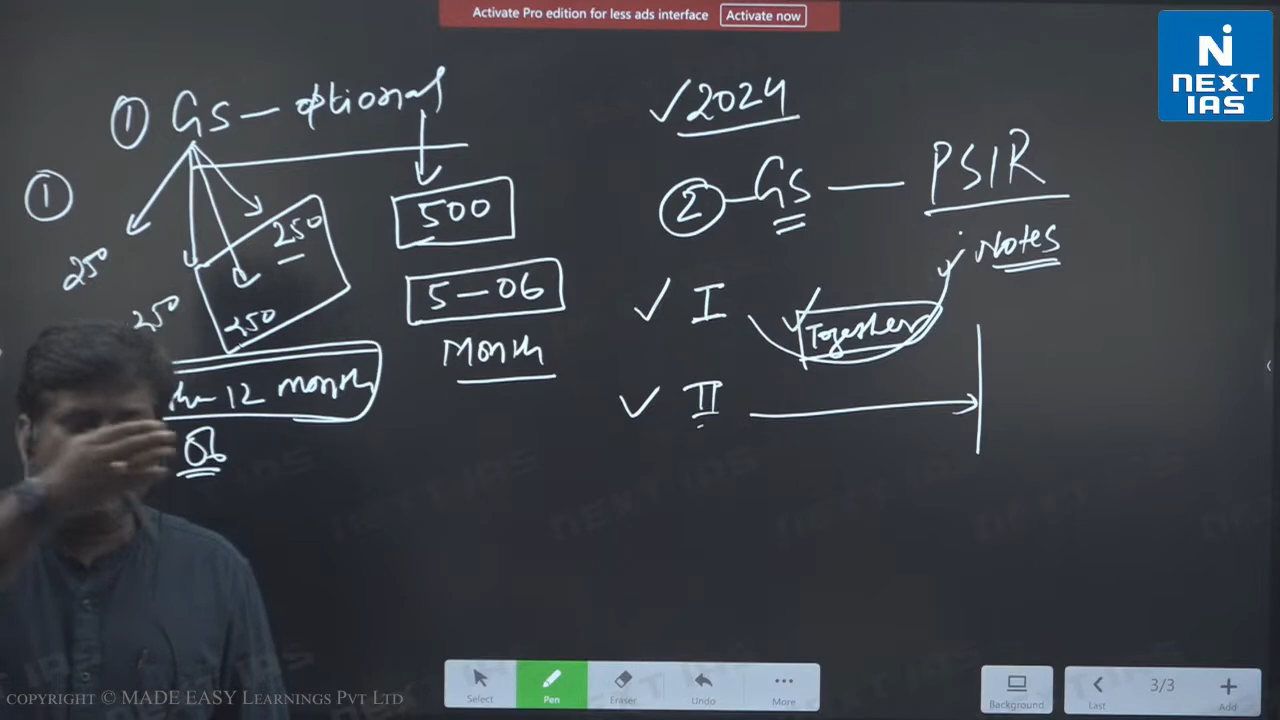 Activate Pro edition for less ads interface Activate now
NEXT
IAS
① GS - optional
①
250
250
250
250
500
5-06
Month
12 month
06
✓2024
② - GS - PSIR
Notes
✓ I
Together
✓ II
Select Pen Eraser Undo More
Background
Last 3/3 Add
COPYRIGHT © MADE EASY LEARNINGS PVT LTD